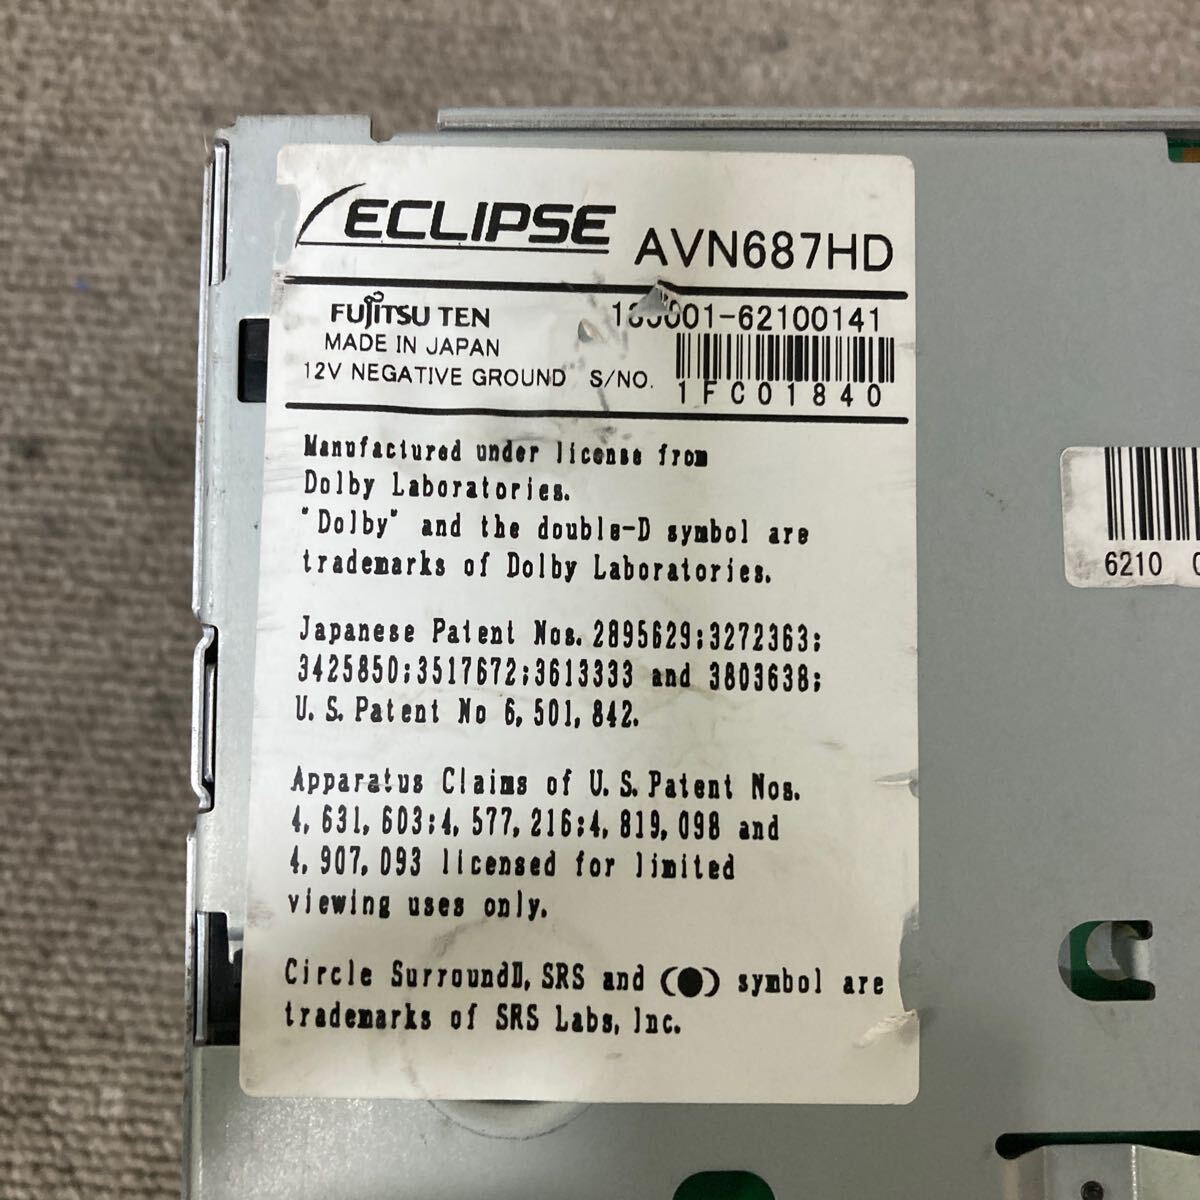 ECLIPSE AVN687HD
FUJITSU TEN
MADE IN JAPAN
12V NEGATIVE GROUND S/NO.
1FC01840
Manufactured under license from
Dolby Laboratories.
"Dolby" and the double-D symbol are
trademarks of Dolby Laboratories.
Japanese Patent Nos. 2895629;3272363;
3425850;3517672;3613333 and 3803638;
U.S. Patent No 6,501,842.
Apparatus Claims of U.S. Patent Nos.
4,631,603;4,577,216;4,819,098 and
4,907,093 licensed for limited
viewing uses only.
Circle SurroundⅡ, SRS and (●) symbol are
trademarks of SRS Labs, Inc.
6210